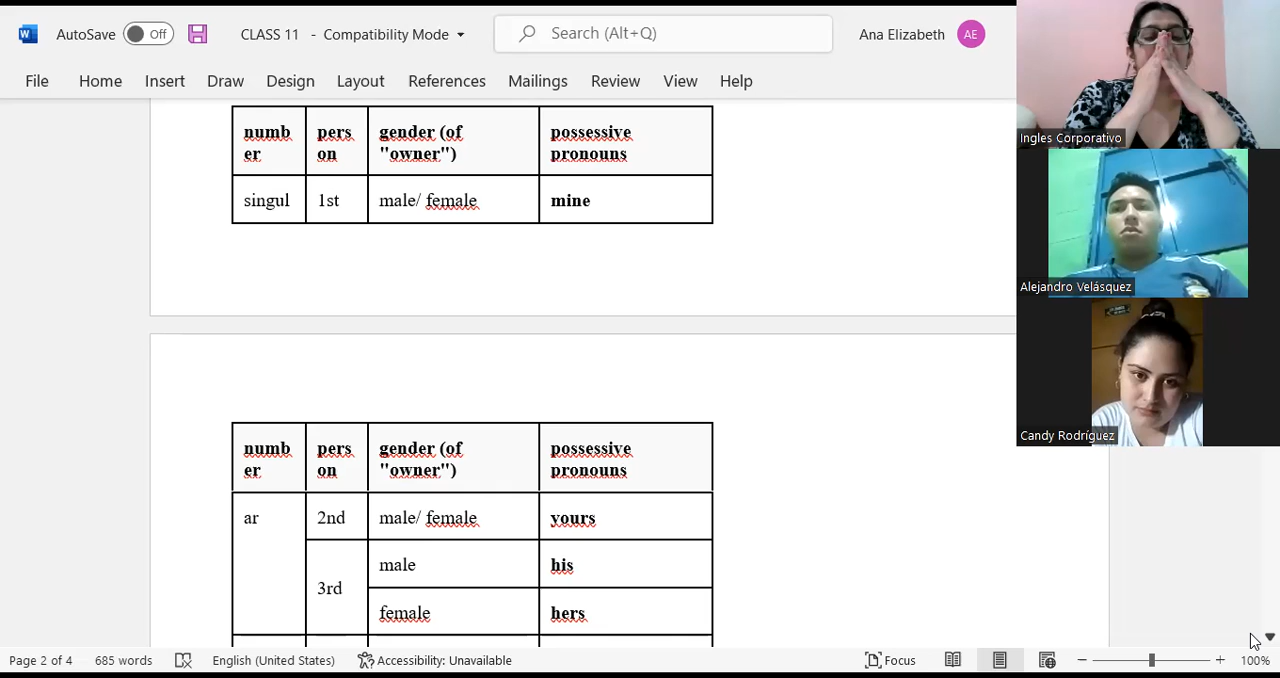 AutoSave Off CLASS 11 - Compatibility Mode Search (Alt+Q) Ana Elizabeth AE
File Home Insert Draw Design Layout References Mailings Review View Help
numb
er
pers
on
gender (of
"owner")
possessive
pronouns
singul 1st male/ female mine
numb
er
pers
on
gender (of
"owner")
possessive
pronouns
ar 2nd male/ female yours
3rd
male his
female hers
Ingles Corporativo
Alejandro Velásquez
Candy Rodríguez
Page 2 of 4 685 words English (United States) Accessibility: Unavailable Focus 100%